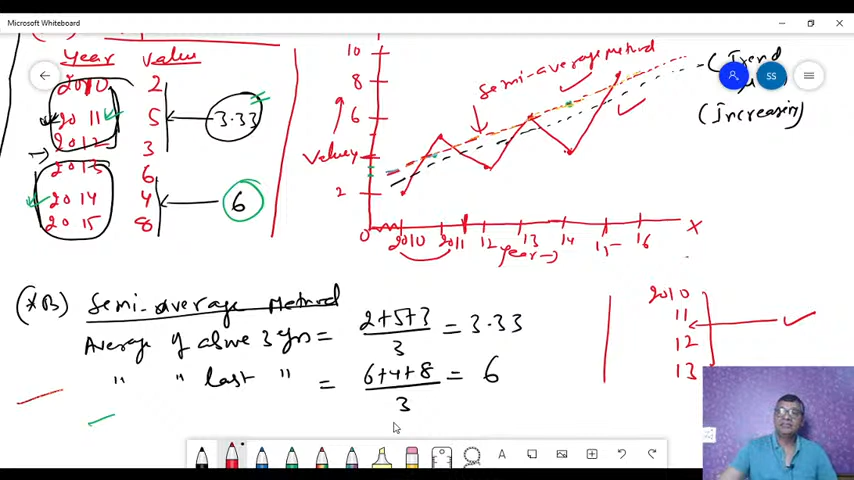 Microsoft Whiteboard
Year Value
2010 2
2011 5
2012 3
2013 6
2014 4
2015 8
3.33
6
10
8
6
2
0
Value
semi-average method
(Trend
(Increasing)
SS
2010 2011 12 13 14 15 16 X
Year→
(*B) Semi-average Method
Average of above 3 yrs = 2+5+3 / 3 = 3.33
" " last " = 6+4+8 / 3 = 6
2010
11
12
13
A